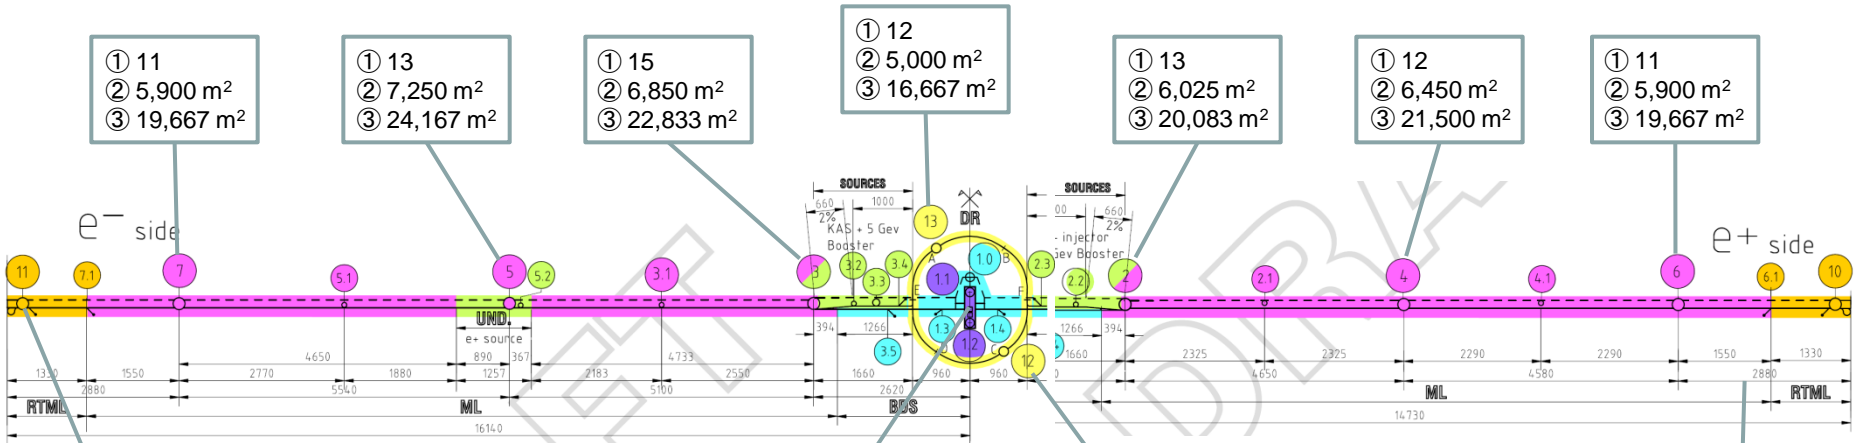 ① 11
② 5,900 m²
③ 19,667 m²
① 13
② 7,250 m²
③ 24,167 m²
① 15
② 6,850 m²
③ 22,833 m²
① 12
② 5,000 m²
③ 16,667 m²
① 13
② 6,025 m²
③ 20,083 m²
① 12
② 6,450 m²
③ 21,500 m²
① 11
② 5,900 m²
③ 19,667 m²
SOURCES
SOURCES
660
2%
1000
DR
660
2%
e⁻ side
KAS + 5 Gev
Booster
injector
Gev Booster
e⁺ side
11
7.1
7
5.1
5
5.2
3.1
3
3.2
3.3
3.4
13
A
1.0
B
1.1
2.3
2.2
2
2.1
4
4.1
6
6.1
10
E
F
UND.
e+ source
394
1266
3.5
1.3
1.2
1.4
C
12
1266
394
4650
890
367
4733
1660
2325
2325
2290
2290
1550
1330
1330
1550
2770
1880
1257
2183
2550
1660
960
960
4650
4580
2880
2880
5540
5100
2620
RTML
ML
BDS
ML
RTML
14730
16140
DRA
FT